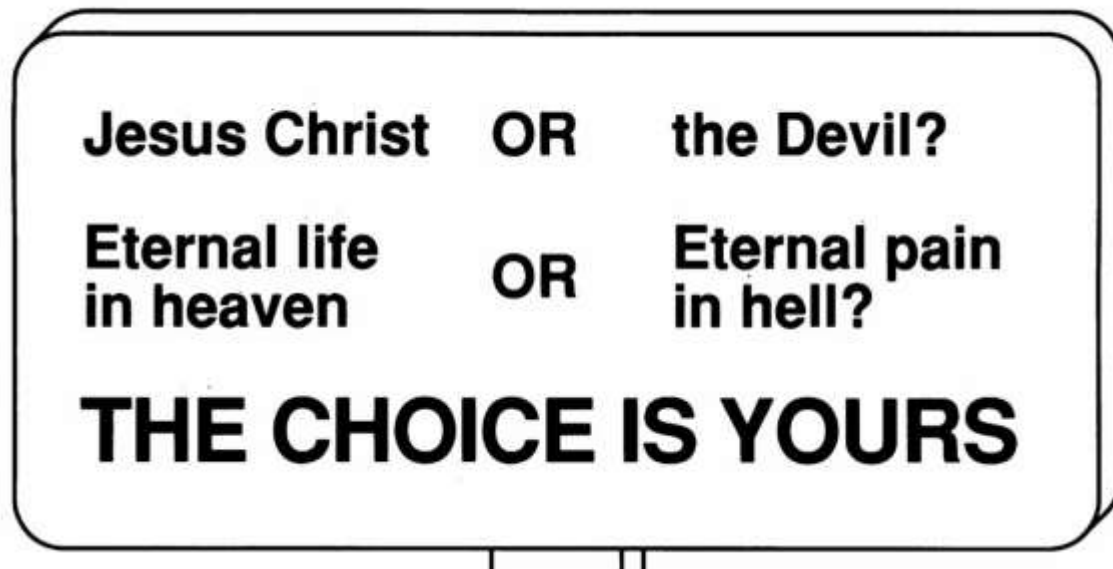 Jesus Christ OR the Devil?
Eternal life OR Eternal pain
in heaven in hell?
THE CHOICE IS YOURS